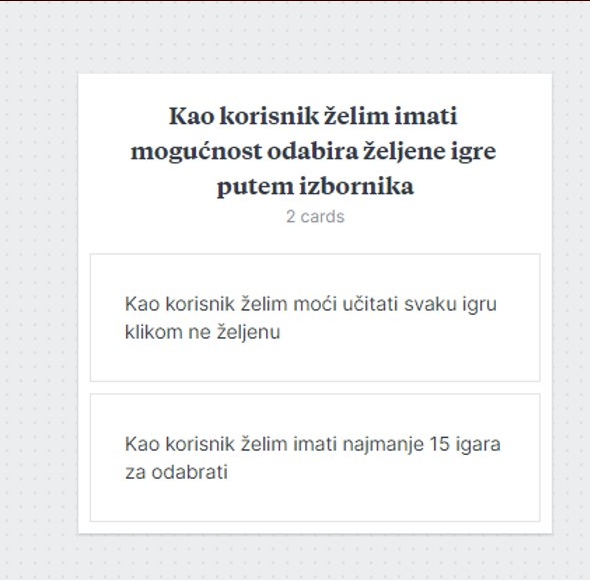 Kao korisnik želim imati
mogućnost odabira željene igre
putem izbornika
2 cards
Kao korisnik želim moći učitati svaku igru
klikom ne željenu
Kao korisnik želim imati najmanje 15 igara
za odabrati